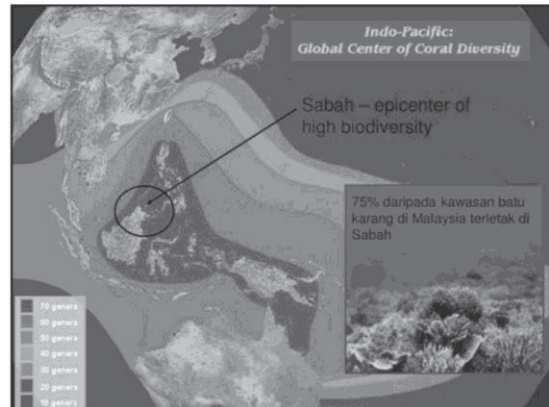 Indo-Pacific:
Global Center of Coral Diversity
Sabah – epicenter of
high biodiversity
75% daripada kawasan batu
karang di Malaysia terletak di
Sabah
70 genera
60 genera
50 genera
40 genera
30 genera
20 genera
10 genera